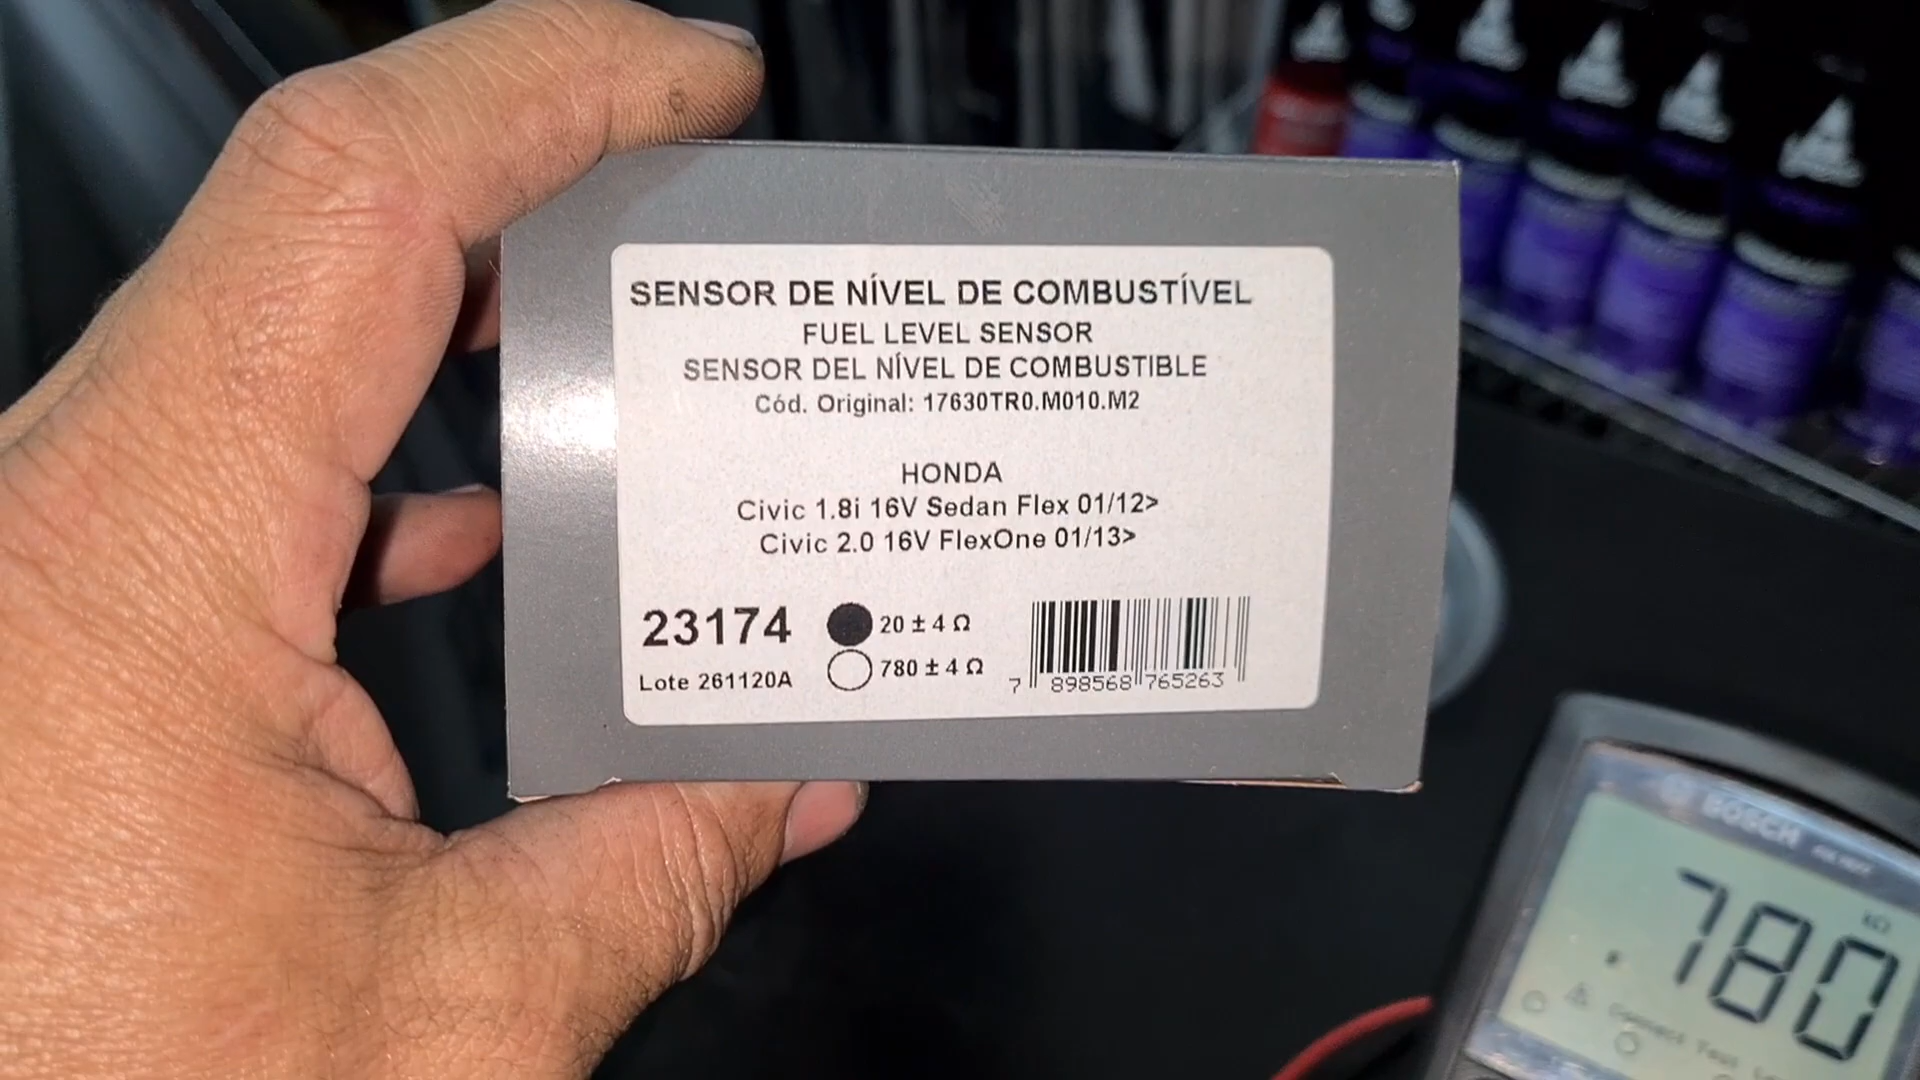 SENSOR DE NÍVEL DE COMBUSTÍVEL
FUEL LEVEL SENSOR
SENSOR DEL NÍVEL DE COMBUSTIBLE
Cód. Original: 17630TR0.M010.M2
HONDA
Civic 1.8i 16V Sedan Flex 01/12>
Civic 2.0 16V FlexOne 01/13>
23174
20 ± 4 Ω
780 ± 4 Ω
Lote 261120A
7 898568 765263
BOSCH
kΩ
.780